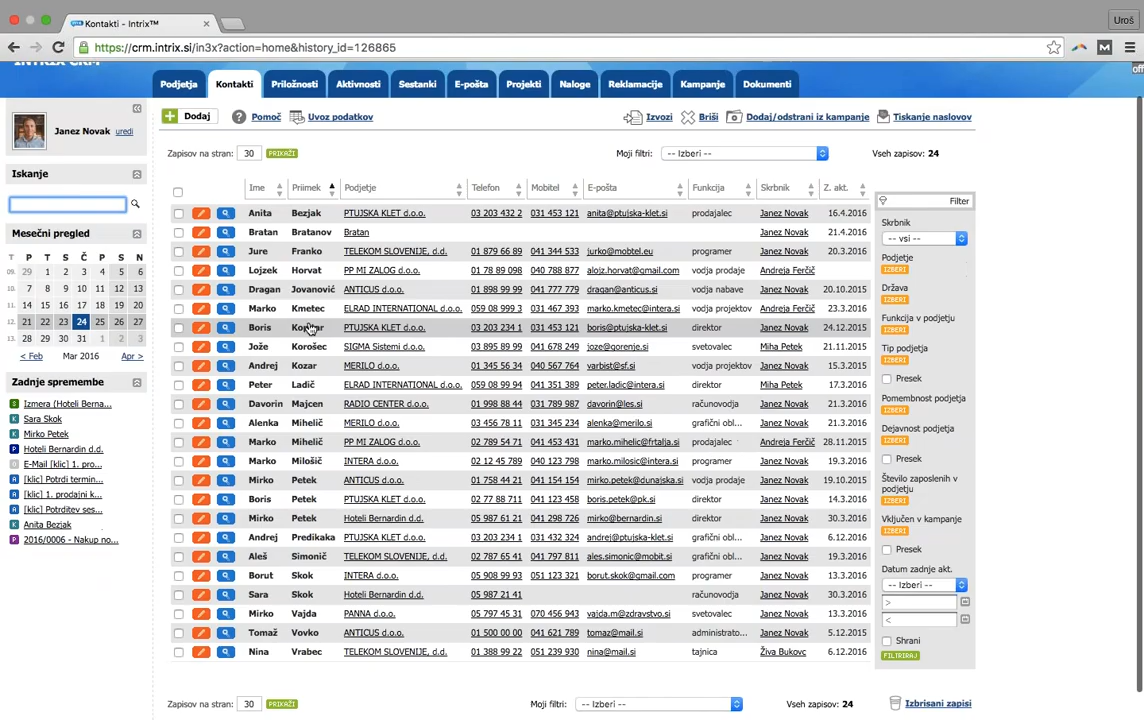 Kontakti - Intrix™
Uroš
https://crm.intrix.si/in3x?action=home&history_id=126865
INTRIX CRM
off
Podjetja Kontakti Priložnosti Aktivnosti Sestanki E-pošta Projekti Naloge Reklamacije Kampanje Dokumenti
Janez Novak uredi
Dodaj Pomoč Uvoz podatkov Izvozi Briši Dodaj/odstrani iz kampanje Tiskanje naslovov
Zapisov na stran: 30 PRIKAŽI Moji filtri: -- Izberi -- Vseh zapisov: 24
Iskanje
Mesečni pregled
T P T S Č P S N
09. 29 1 2 3 4 5 6
10. 7 8 9 10 11 12 13
11. 14 15 16 17 18 19 20
12. 21 22 23 24 25 26 27
13. 28 29 30 31 1 2 3
< Feb Mar 2016 Apr >
Zadnje spremembe
S Izmera (Hoteli Berna...
K Sara Skok
K Mirko Petek
P Hoteli Bernardin d.d.
A E-Mail [klic] 1. pro...
A [klic] Potrdi termin...
A [klic] 1. prodajni k...
A [klic] Potrditev ses...
K Anita Bezjak
P 2016/0006 - Nakup no...
Ime Priimek Podjetje Telefon Mobitel E-pošta Funkcija Skrbnik Z. akt.
Anita Bezjak PTUJSKA KLET d.o.o. 03 203 432 2 031 453 121 anita@ptujska-klet.si prodajalec Janez Novak 16.4.2016
Bratan Bratanov Bratan Janez Novak 21.4.2016
Jure Franko TELEKOM SLOVENIJE, d.d. 01 879 66 89 041 344 533 jurko@mobtel.eu programer Janez Novak 20.3.2016
Lojzek Horvat PP MI ZALOG d.o.o. 01 78 89 098 040 788 877 alojz.horvat@gmail.com vodja prodaje Andreja Ferčič
Dragan Jovanović ANTICUS d.o.o. 01 898 99 99 041 777 779 dragan@anticus.si vodja nabave Janez Novak 20.10.2015
Marko Kmetec ELRAD INTERNATIONAL d.o.o. 059 08 999 3 031 467 393 marko.kmetec@intera.si vodja projektov Andreja Ferčič 23.3.2016
Boris PTUJSKA KLET d.o.o. 03 203 234 1 031 453 121 boris@ptujska-klet.si direktor Janez Novak 24.12.2015
Jože Korošec SIGMA Sistemi d.o.o. 03 895 89 99 041 678 249 joze@gorenje.si svetovalec Miha Petek 21.11.2015
Andrej Kozar MERILO d.o.o. 01 345 56 34 040 567 764 varbist@sf.si vodja projektov Janez Novak 15.3.2016
Peter Ladič ELRAD INTERNATIONAL d.o.o. 059 08 99 94 041 351 389 peter.ladic@intera.si direktor Miha Petek 17.3.2016
Davorin Majcen RADIO CENTER d.o.o. 01 998 88 44 031 789 987 davorin@les.si računovodja Janez Novak 21.3.2016
Alenka Mihelič MERILO d.o.o. 03 456 78 11 031 345 234 alenka@merilo.si grafični obl... Janez Novak 21.3.2016
Marko Mihelič PP MI ZALOG d.o.o. 02 789 54 71 041 453 431 marko.mihelic@frtalja.si prodajalec Andreja Ferčič 28.11.2015
Marko Milošič INTERA d.o.o. 02 12 45 789 040 123 798 marko.milosic@intera.si programer Janez Novak 19.3.2016
Mirko Petek ANTICUS d.o.o. 01 758 44 21 041 154 154 mirko.petek@dunajska.si vodja prodaje Janez Novak 19.10.2015
Boris Petek PTUJSKA KLET d.o.o. 02 77 88 711 041 123 458 boris.petek@pk.si direktor Janez Novak 14.3.2016
Mirko Petek Hoteli Bernardin d.d. 05 987 61 21 041 298 726 mirko@bernardin.si direktor Janez Novak 30.3.2016
Andrej Predikaka PTUJSKA KLET d.o.o. 03 203 234 1 031 432 324 andrej@ptujska-klet.si grafični obl... Janez Novak 6.12.2016
Aleš Simonič TELEKOM SLOVENIJE, d.d. 02 787 65 41 041 797 811 ales.simonic@mobit.si grafični obl... Janez Novak 19.3.2016
Borut Skok INTERA d.o.o. 05 908 99 93 051 123 321 borut.skok@gmail.com programer Janez Novak 13.3.2016
Sara Skok Hoteli Bernardin d.d. 05 987 21 41 računovodja Janez Novak 30.3.2016
Mirko Vajda PANNA d.o.o. 05 797 45 31 070 456 943 vajda.m@zdravstvo.si svetovalec Janez Novak 13.3.2016
Tomaž Vovko ANTICUS d.o.o. 01 500 00 00 041 621 789 tomaz@mail.si administrato... Janez Novak 5.12.2015
Nina Vrabec TELEKOM SLOVENIJE, d.d. 01 388 99 22 051 239 930 nina@mail.si tajnica Živa Bukovc 6.12.2016
Filter
Skrbnik
-- vsi --
Podjetje
IZBERI
Država
IZBERI
Funkcija v podjetju
IZBERI
Tip podjetja
IZBERI
Presek
Pomembnost podjetja
IZBERI
Dejavnost podjetja
IZBERI
Presek
Število zaposlenih v
podjetju
IZBERI
Vključen v kampanje
IZBERI
Presek
Datum zadnje akt.
-- Izberi --
>
<
Shrani
FILTRIRAJ
Zapisov na stran: 30 PRIKAŽI Moji filtri: -- Izberi -- Vseh zapisov: 24 Izbrisani zapisi